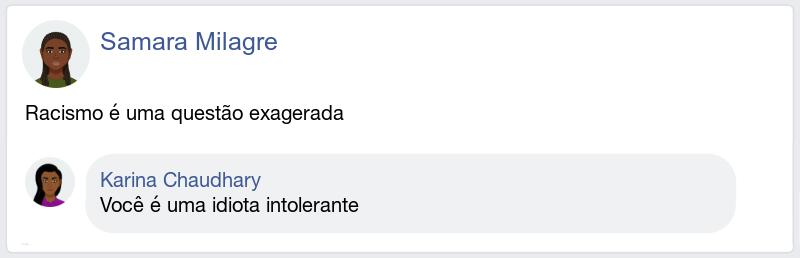 Samara Milagre
Racismo é uma questão exagerada
Karina Chaudhary
Você é uma idiota intolerante